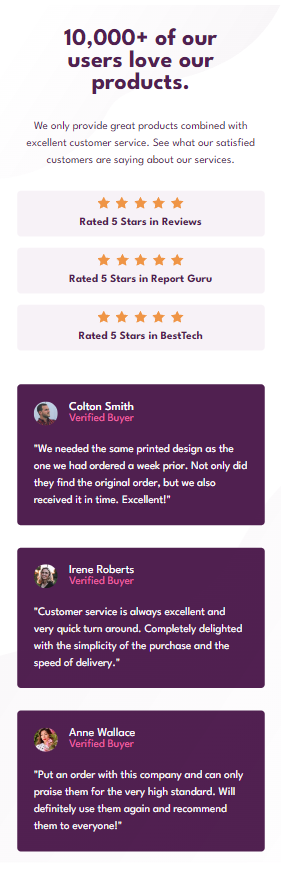 10,000+ of our
users love our
products.
We only provide great products combined with
excellent customer service. See what our satisfied
customers are saying about our services.
Rated 5 Stars in Reviews
Rated 5 Stars in Report Guru
Rated 5 Stars in BestTech
Colton Smith
Verified Buyer
"We needed the same printed design as the
one we had ordered a week prior. Not only did
they find the original order, but we also
received it in time. Excellent!"
Irene Roberts
Verified Buyer
"Customer service is always excellent and
very quick turn around. Completely delighted
with the simplicity of the purchase and the
speed of delivery."
Anne Wallace
Verified Buyer
"Put an order with this company and can only
praise them for the very high standard. Will
definitely use them again and recommend
them to everyone!"